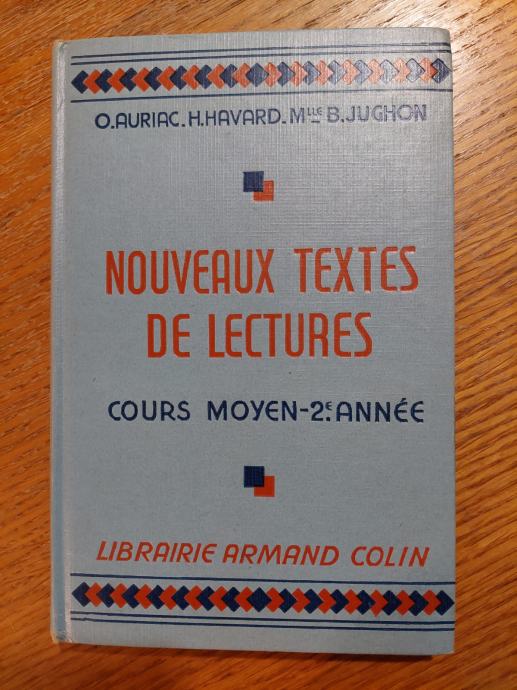 O.AURIAC.H.HAVARD.Mlle B.JUGHON
NOUVEAUX TEXTES
DE LECTURES
COURS MOYEN-2e ANNÉE
LIBRAIRIE ARMAND COLIN